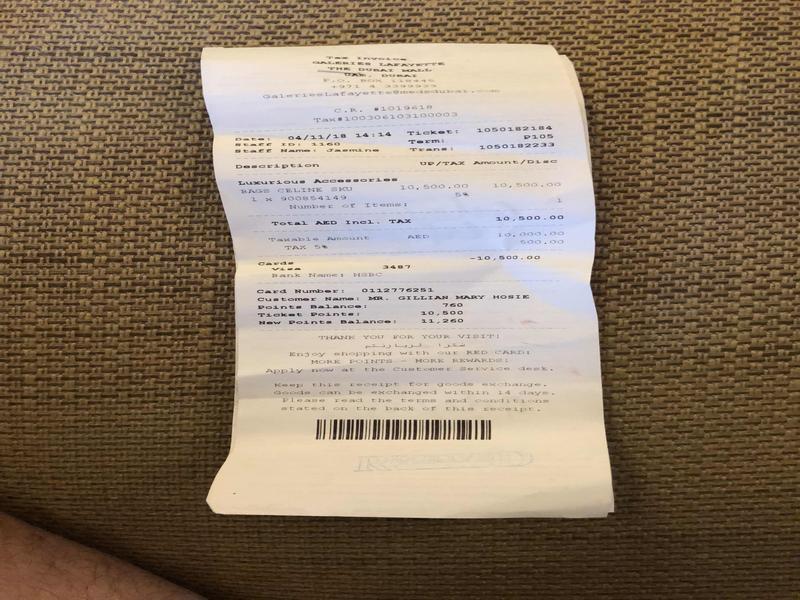 Tax Invoice
GALERIES LAFAYETTE
THE DUBAI MALL
UAE, DUBAI
P.O. BOX
+971 4 3399933
GaleriesLafayette@medsdubai.com
C.R. #1019618
Tax#100306103100003
Date: 04/11/18 14:14 Ticket: 1050182184
Staff ID: 1160 Term: P105
Staff Name: Jasmine Trans: 1050182233
Description UP/TAX Amount/Disc
Luxurious Accessories
BAGS CELINE SKU 10,500.00 10,500.00
1 x 900854149 5%
Number of Items: 1
Total AED Incl. TAX 10,500.00
Taxable Amount AED 10,000.00
TAX 5% 500.00
Cards -10,500.00
Visa 3487
Bank Name: HSBC
Card Number: 0112776251
Customer Name: MR. GILLIAN MARY HOSIE
Points Balance: 760
Ticket Points: 10,500
New Points Balance: 11,260
THANK YOU FOR YOUR VISIT!
شكرا لزيارتكم
Enjoy shopping with our RED CARD:
MORE POINTS - MORE REWARDS:
Apply now at the Customer Service desk.
Keep this receipt for goods exchange.
Goods can be exchanged within 14 days.
Please read the terms and conditions
stated on the back of this receipt.